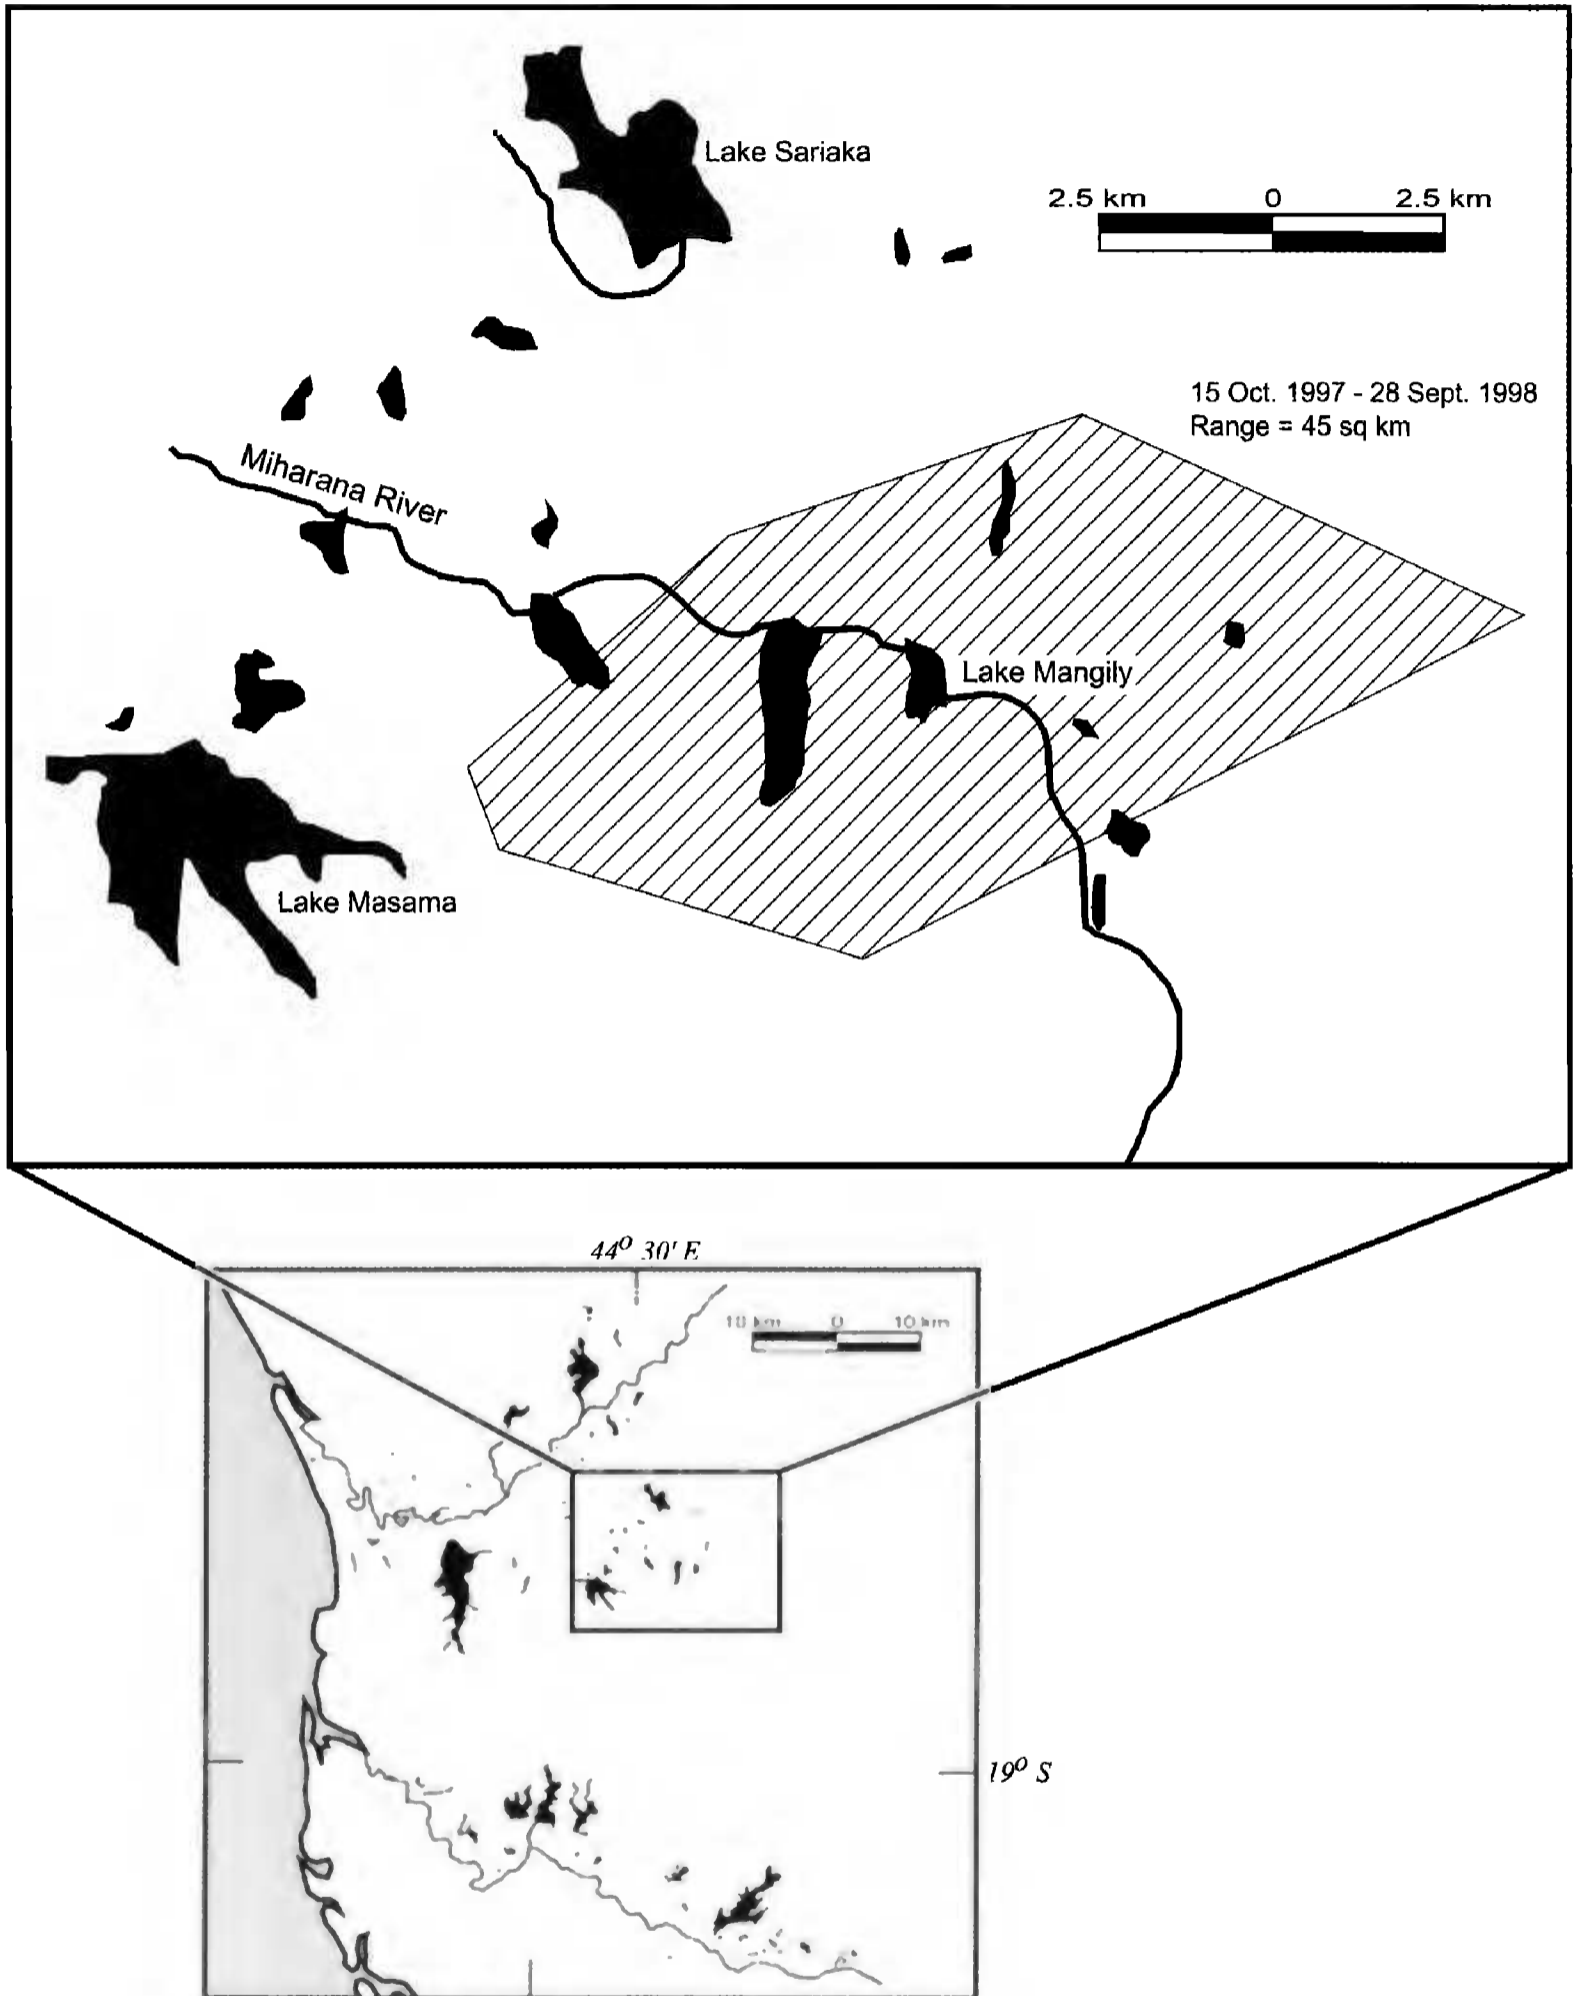 Lake Sariaka
2.5 km 0 2.5 km
15 Oct. 1997 - 28 Sept. 1998
Range = 45 sq km
Miharana River
Lake Mangily
Lake Masama
44° 30' E
10 km 0 10 km
19° S